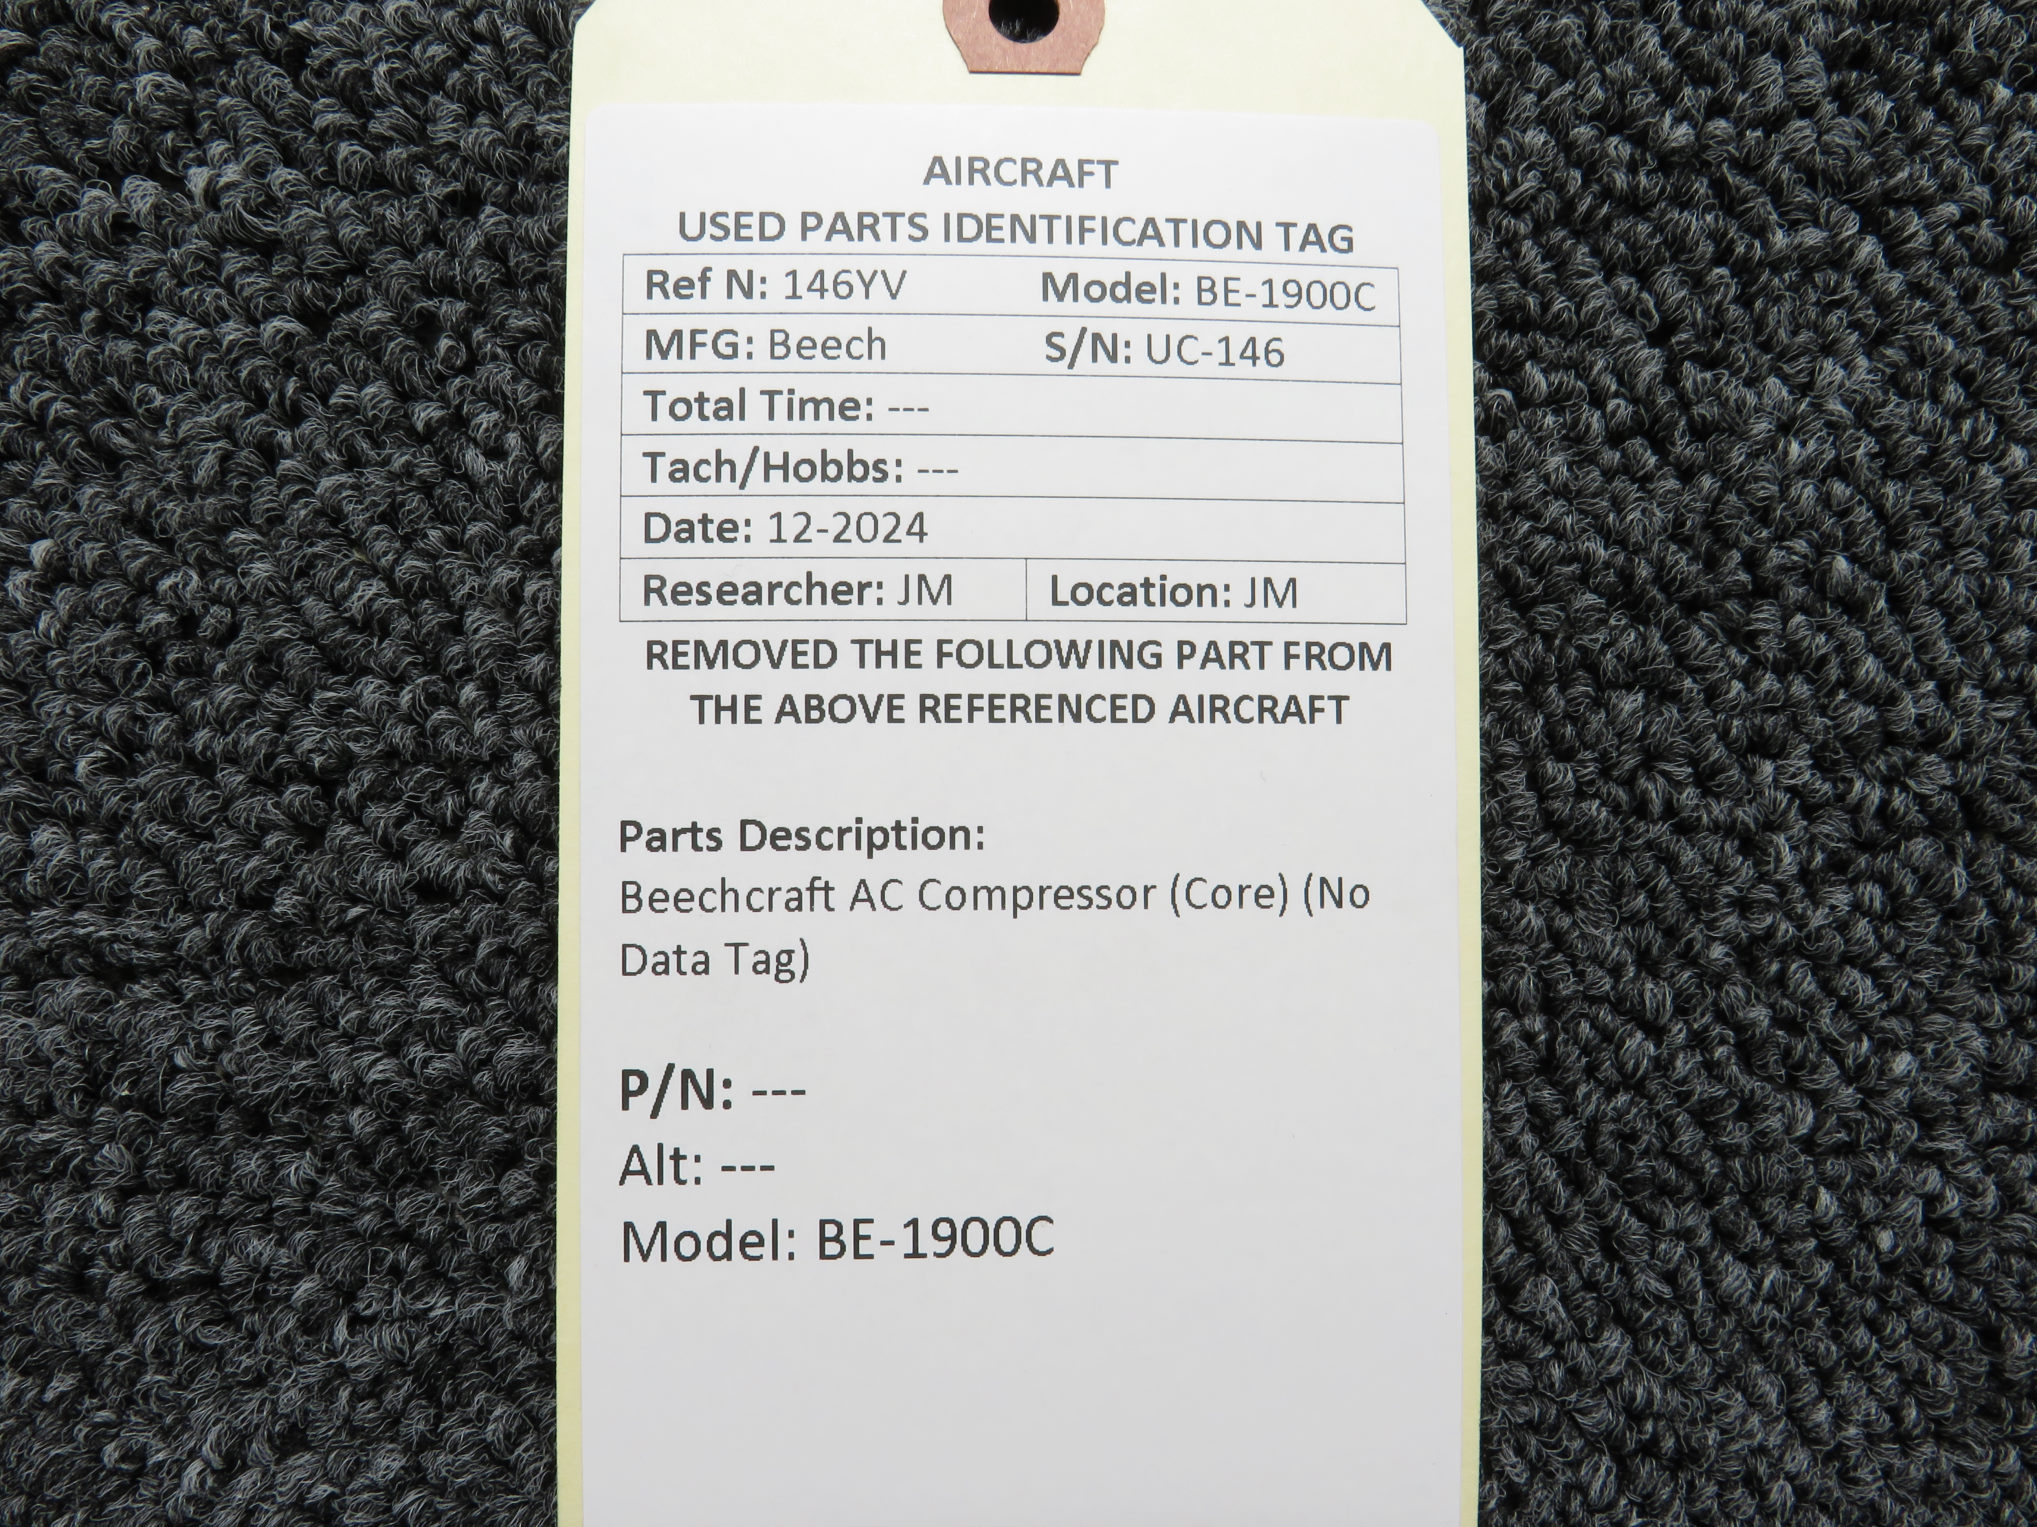 AIRCRAFT
USED PARTS IDENTIFICATION TAG
Ref N: 146YV Model: BE-1900C
MFG: Beech S/N: UC-146
Total Time: ---
Tach/Hobbs: ---
Date: 12-2024
Researcher: JM Location: JM
REMOVED THE FOLLOWING PART FROM
THE ABOVE REFERENCED AIRCRAFT
Parts Description:
Beechcraft AC Compressor (Core) (No
Data Tag)
P/N: ---
Alt: ---
Model: BE-1900C